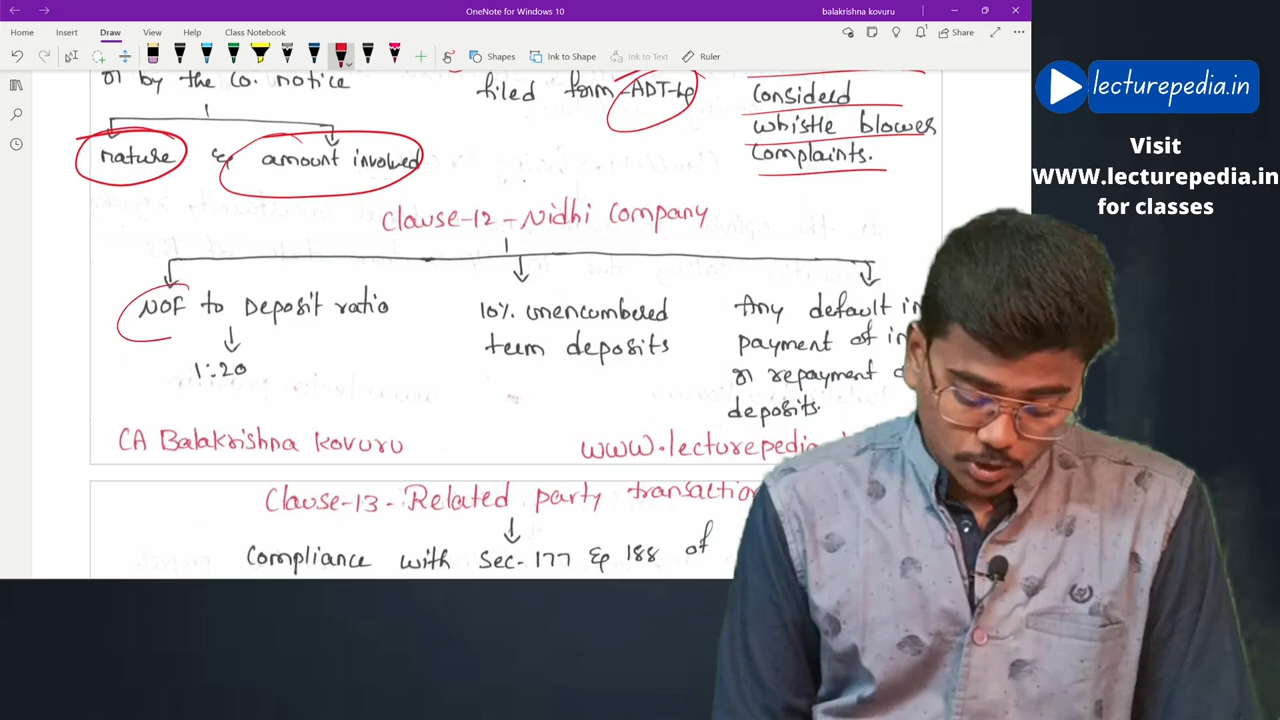 OneNote for Windows 10
balakrishna kovuru
Home Insert Draw View Help Class Notebook
Share
Shapes Ink to Shape Ink to Text Ruler
or by the co. notice
nature & amount involved
filed form -ADT-4
Considered
whistle blower
Complaints.
Clause-12 - Nidhi Company
NOF to Deposit ratio
1:20
10% unencumbered
term deposits
Any default in
payment of in
or repayment
deposits.
CA Balakrishna Kovuru
www.lecturepedia.
Clause-13 - Related party transaction
Compliance with Sec-177 & 188 of
lecturepedia.in
Visit
WWW.lecturepedia.in
for classes